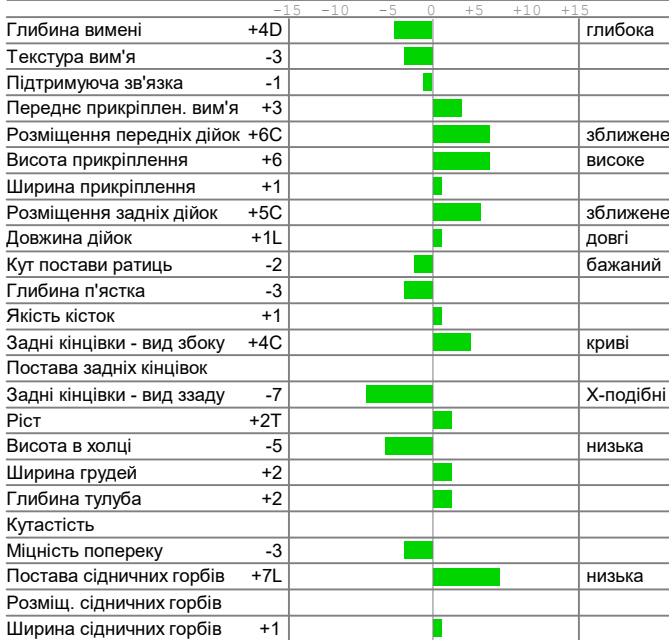 -15 -10 -5 0 +5 +10 +15
Глибина вимені +4D глибока
Текстура вим'я -3
Підтримуюча зв'язка -1
Переднє прикріплен. вим'я +3
Розміщення передніх дійок +6C зближене
Висота прикріплення +6 високе
Ширина прикріплення +1
Розміщення задніх дійок +5C зближене
Довжина дійок +1L довгі
Кут постави ратиць -2 бажаний
Глибина п'ястка -3
Якість кісток +1
Задні кінцівки - вид збоку +4C криві
Постава задніх кінцівок
Задні кінцівки - вид ззаду -7 Х-подібні
Ріст +2T
Висота в холці -5 низька
Ширина грудей +2
Глибина тулуба +2
Кутастість
Міцність попереку -3
Постава сідничних горбів +7L низька
Розміщ. сідничних горбів
Ширина сідничних горбів +1